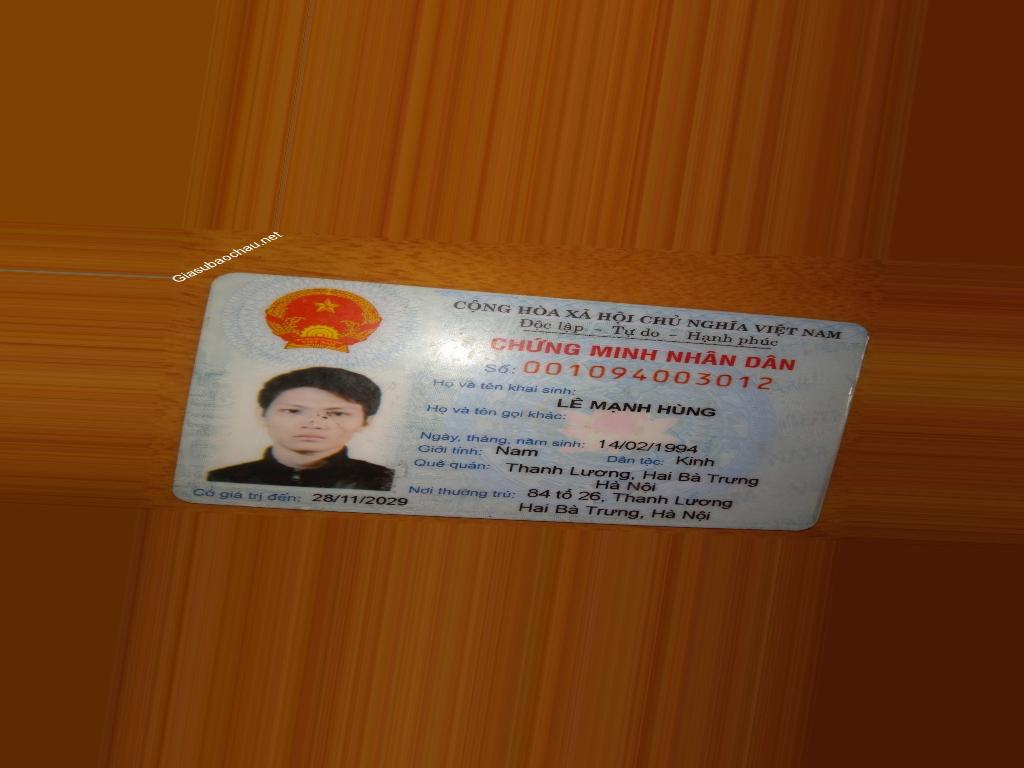 Giasubaochau.net
CỘNG HÒA XÃ HỘI CHỦ NGHĨA VIỆT NAM
Độc lập – Tự do – Hạnh phúc
CHỨNG MINH NHÂN DÂN
Số: 001094003012
Họ và tên khai sinh:
LÊ MẠNH HÙNG
Họ và tên gọi khác:
Ngày, tháng, năm sinh: 14/02/1994
Giới tính: Nam Dân tộc: Kinh
Quê quán: Thanh Lương, Hai Bà Trưng
Hà Nội
Nơi thường trú: 84 tổ 26, Thanh Lương
Hai Bà Trưng, Hà Nội
Có giá trị đến: 28/11/2029